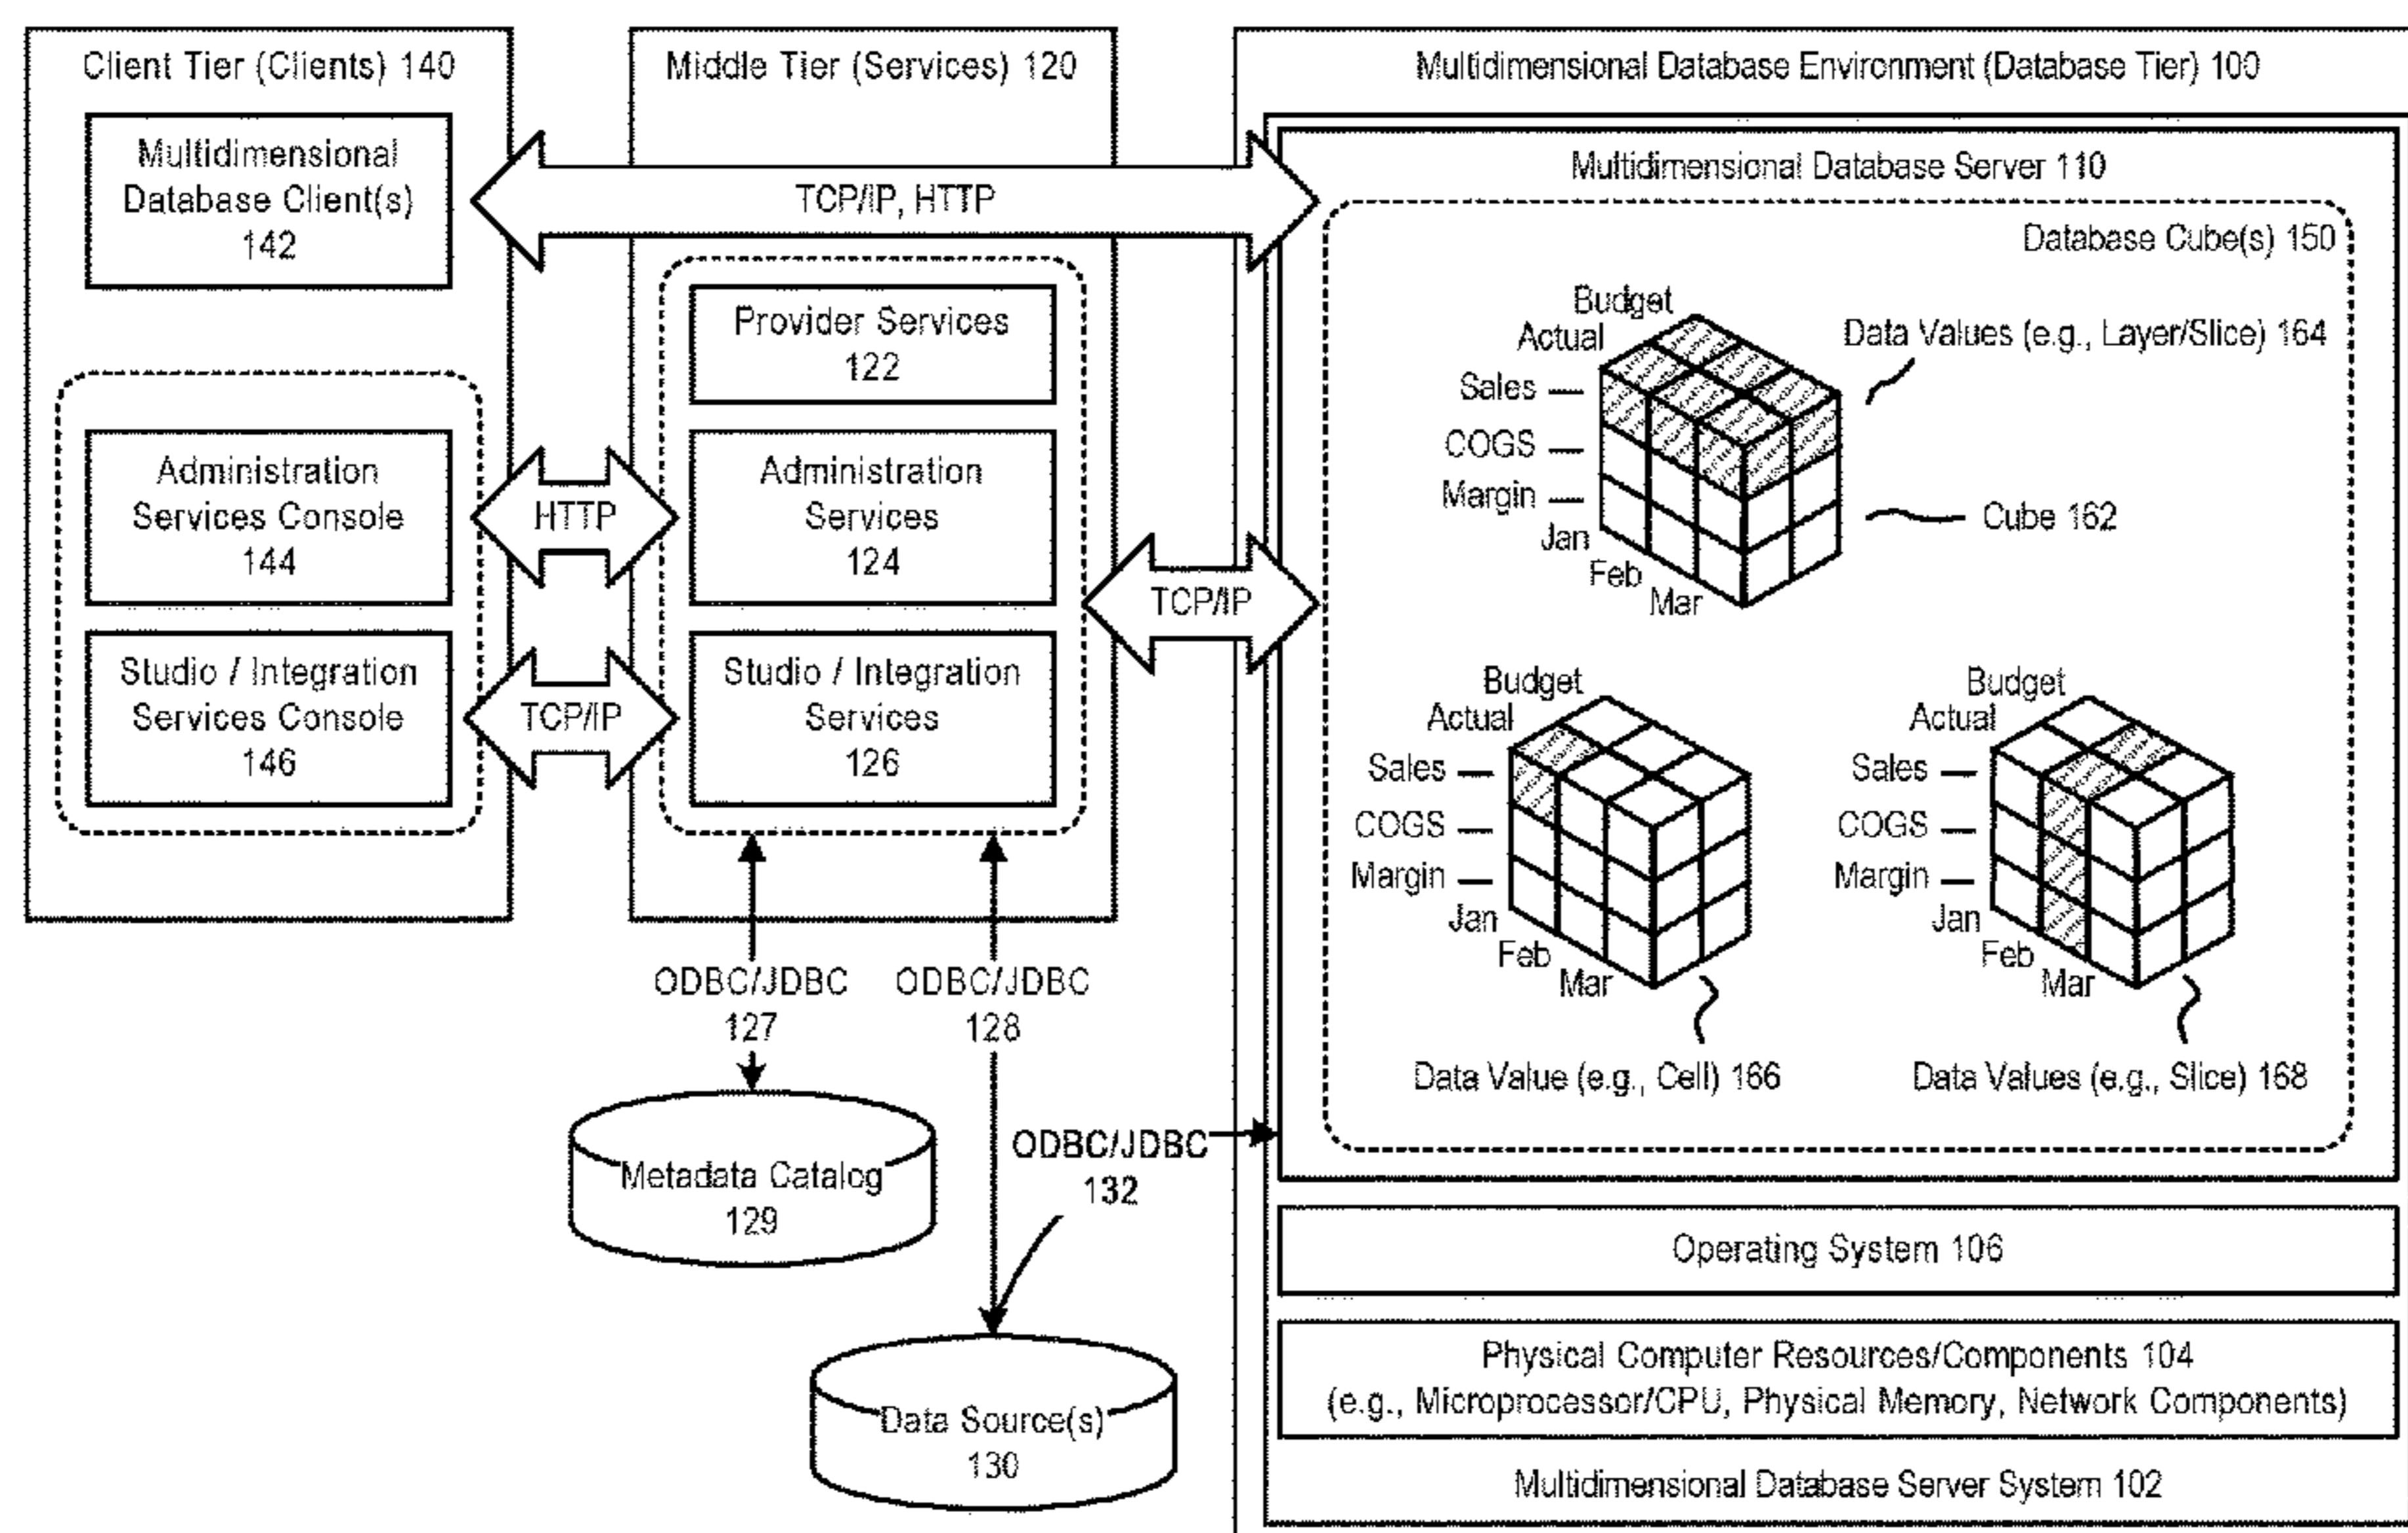 Client Tier (Clients) 140
Multidimensional
Database Client(s)
142
Administration
Services Console
144
Studio / Integration
Services Console
146
Middle Tier (Services) 120
TCP/IP, HTTP
Provider Services
122
Administration
Services
124
Studio / Integration
Services
126
HTTP
TCP/IP
TCP/IP
ODBC/JDBC
127
ODBC/JDBC
128
Metadata Catalog
129
ODBC/JDBC
132
Data Source(s)
130
Multidimensional Database Environment (Database Tier) 100
Multidimensional Database Server 110
Database Cube(s) 150
Budget
Actual
Sales
COGS
Margin
Jan
Feb
Mar
Data Values (e.g., Layer/Slice) 164
Cube 162
Budget
Actual
Sales
COGS
Margin
Jan
Feb
Mar
Data Value (e.g., Cell) 166
Budget
Actual
Sales
COGS
Margin
Jan
Feb
Mar
Data Values (e.g., Slice) 168
Operating System 106
Physical Computer Resources/Components 104
(e.g., Microprocessor/CPU, Physical Memory, Network Components)
Multidimensional Database Server System 102